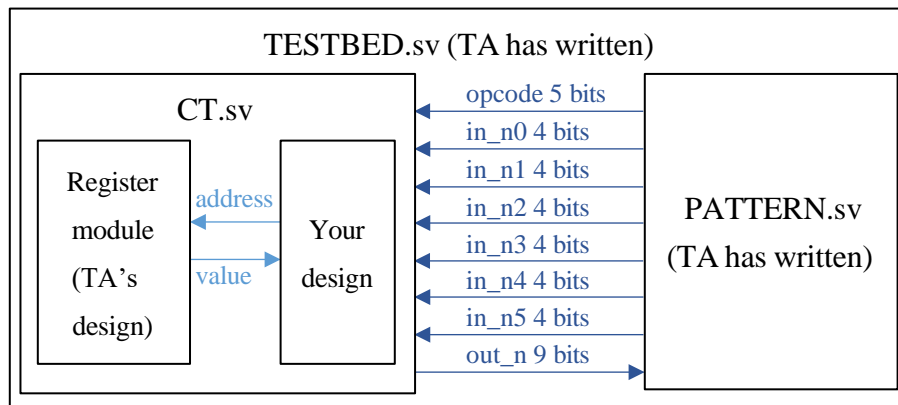 TESTBED.sv (TA has written)
CT.sv
Register
module
(TA's
design)
address
value
Your
design
opcode 5 bits
in_n0 4 bits
in_n1 4 bits
in_n2 4 bits
in_n3 4 bits
in_n4 4 bits
in_n5 4 bits
out_n 9 bits
PATTERN.sv
(TA has written)